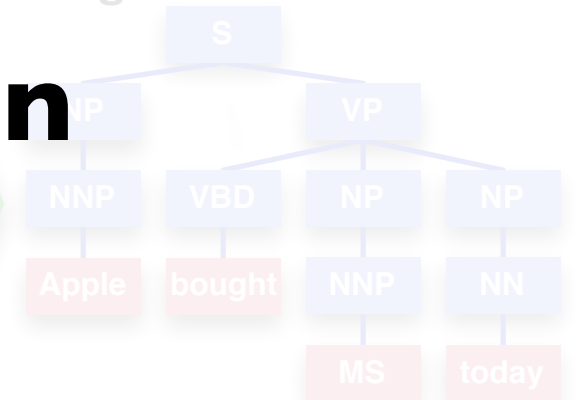 S
n
NP VP
NNP VBD NP NP
Apple bought NNP NN
MS today